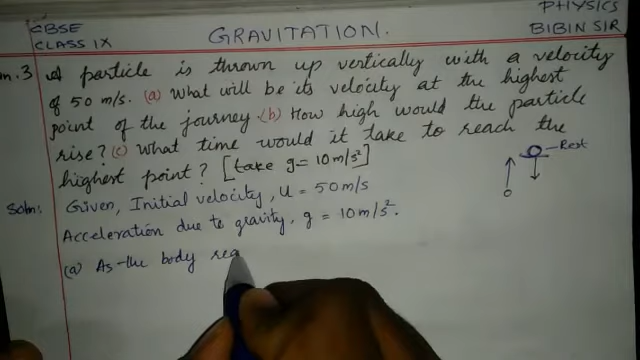 CBSE
CLASS IX
GRAVITATION.
PHYSICS
BIBIN SIR
n.3 A particle is thrown up vertically with a velocity
of 50 m/s. (a) What will be its velocity at the highest
point of the journey. (b) How high would the particle
rise? (c) What time would it take to reach the
highest point? [take g = 10m/s²]
Rest
Soln: Given, Initial velocity, u = 50m/s
Acceleration due to gravity, g = 10m/s².
(a) As the body rea